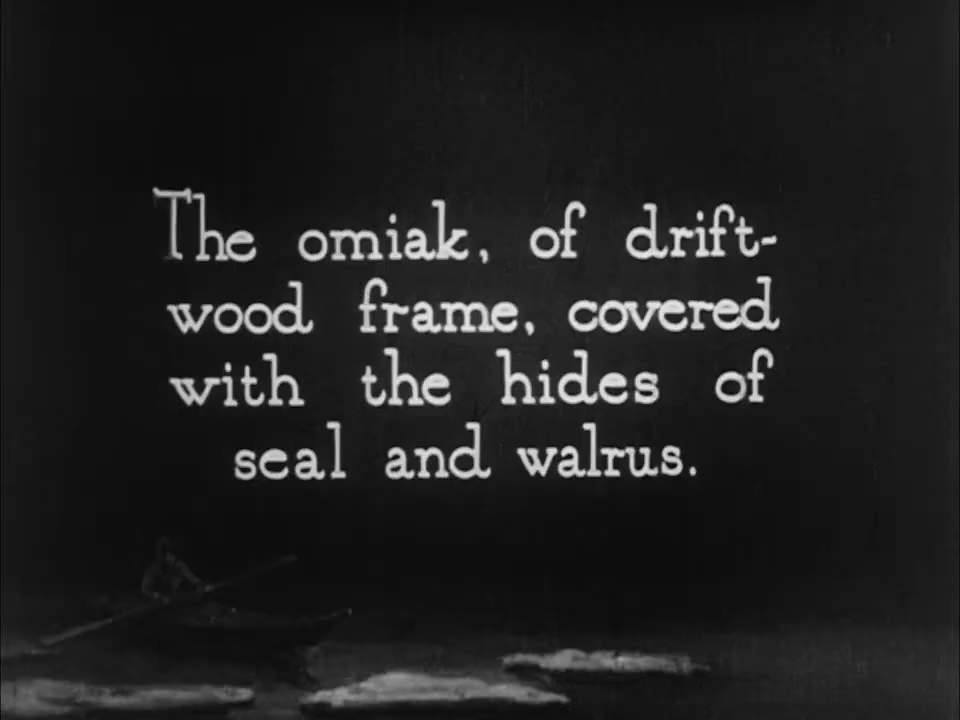 The omiak, of drift-
wood frame, covered
with the hides of
seal and walrus.